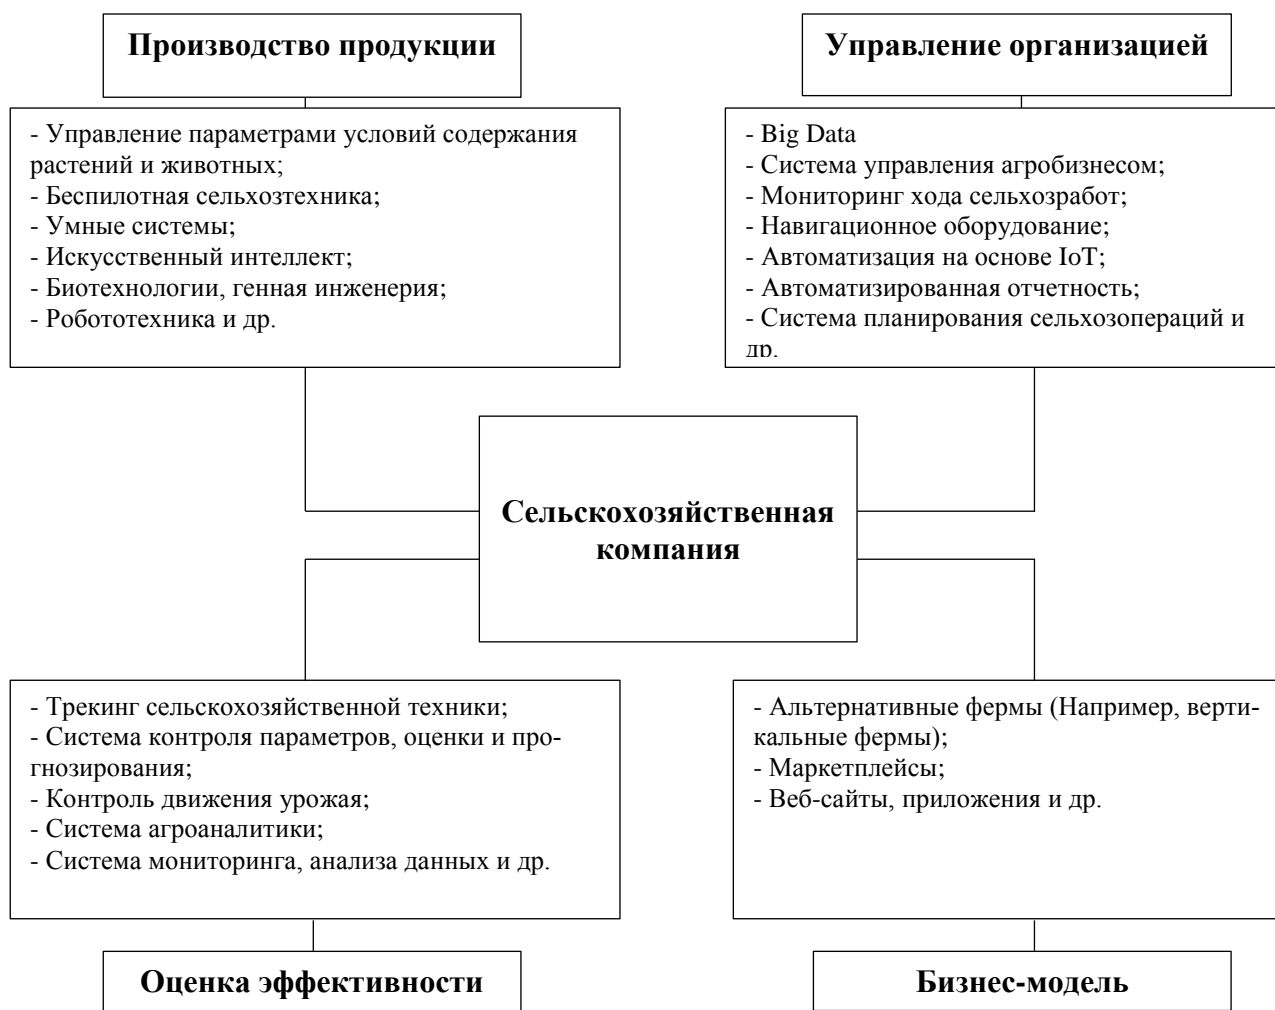 Производство продукции
- Управление параметрами условий содержания
растений и животных;
- Беспилотная сельхозтехника;
- Умные системы;
- Искусственный интеллект;
- Биотехнологии, генная инженерия;
- Робототехника и др.
Управление организацией
- Big Data
- Система управления агробизнесом;
- Мониторинг хода сельхозработ;
- Навигационное оборудование;
- Автоматизация на основе IoT;
- Автоматизированная отчетность;
- Система планирования сельхозопераций и
др.
Сельскохозяйственная
компания
- Трекинг сельскохозяйственной техники;
- Система контроля параметров, оценки и про-
гнозирования;
- Контроль движения урожая;
- Система агроаналитики;
- Система мониторинга, анализа данных и др.
Оценка эффективности
- Альтернативные фермы (Например, верти-
кальные фермы);
- Маркетплейсы;
- Веб-сайты, приложения и др.
Бизнес-модель